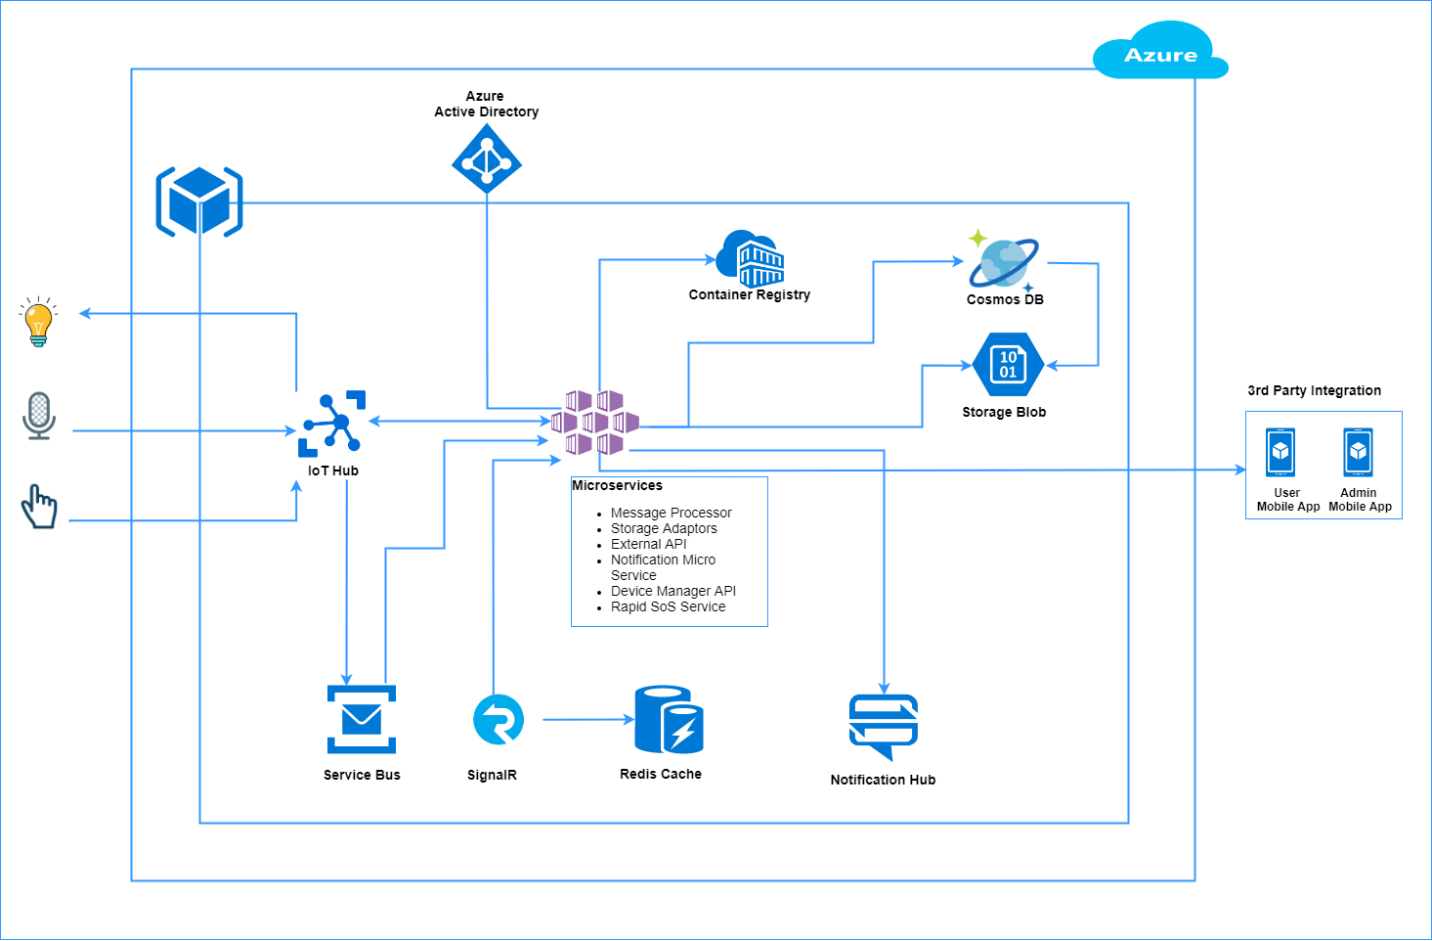 Azure
Azure
Active Directory
Container Registry
Cosmos DB
10
01
Storage Blob
3rd Party Integration
User
Mobile App
Admin
Mobile App
IoT Hub
Microservices
Message Processor
Storage Adaptors
External API
Notification Micro
Service
Device Manager API
Rapid SoS Service
Service Bus
SignalR
Redis Cache
Notification Hub